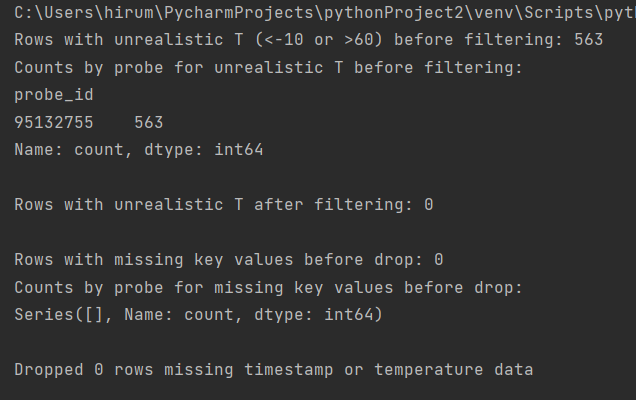 C:\Users\hirum\PycharmProjects\pythonProject2\venv\Scripts\pyth
Rows with unrealistic T (<-10 or >60) before filtering: 563
Counts by probe for unrealistic T before filtering:
probe_id
95132755    563
Name: count, dtype: int64
Rows with unrealistic T after filtering: 0
Rows with missing key values before drop: 0
Counts by probe for missing key values before drop:
Series([], Name: count, dtype: int64)
Dropped 0 rows missing timestamp or temperature data